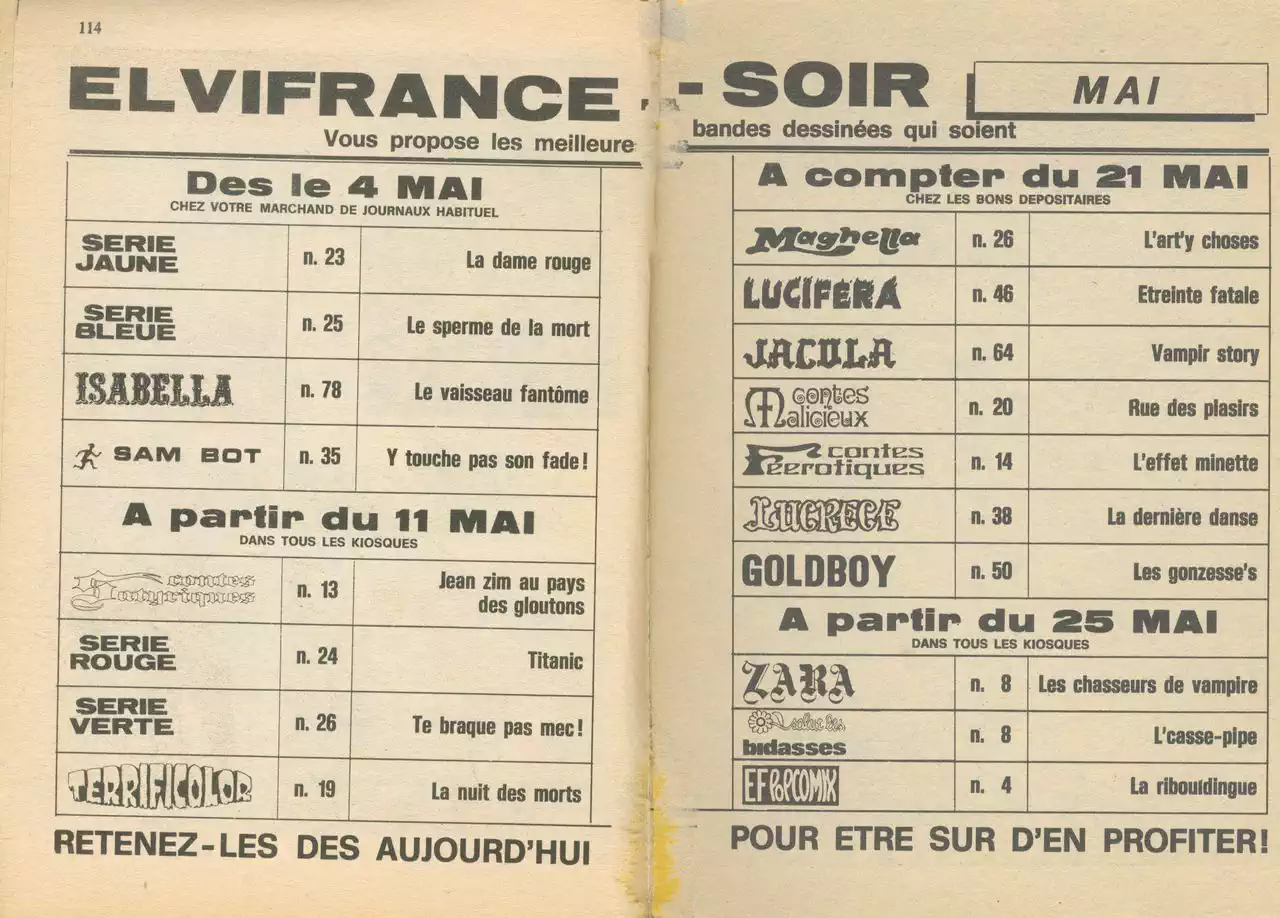 114
ELVIFRANCE - SOIR
MAI
Vous propose les meilleure bandes dessinées qui soient
Des le 4 MAI
CHEZ VOTRE MARCHAND DE JOURNAUX HABITUEL
SERIE JAUNE n. 23 La dame rouge
SERIE BLEUE n. 25 Le sperme de la mort
ISABELLA n. 78 Le vaisseau fantôme
SAM BOT n. 35 Y touche pas son fade!
A partir du 11 MAI
DANS TOUS LES KIOSQUES
contes Satyriques n. 13 Jean zim au pays
des gloutons
SERIE ROUGE n. 24 Titanic
SERIE VERTE n. 26 Te braque pas mec!
TERRIFICOLOR n. 19 La nuit des morts
RETENEZ-LES DES AUJOURD'HUI
A compter du 21 MAI
CHEZ LES BONS DEPOSITAIRES
Maghella n. 26 L'art'y choses
LUCIFERA n. 46 Etreinte fatale
JACULA n. 64 Vampir story
contes Malicieux n. 20 Rue des plasirs
contes Féerotiques n. 14 L'effet minette
LUCRECE n. 38 La dernière danse
GOLDBOY n. 50 Les gonzesse's
A partir du 25 MAI
DANS TOUS LES KIOSQUES
ZARA n. 8 Les chasseurs de vampire
Salut les bidasses n. 8 L'casse-pipe
EF POPCOMIX n. 4 La ribouldingue
POUR ETRE SUR D'EN PROFITER!